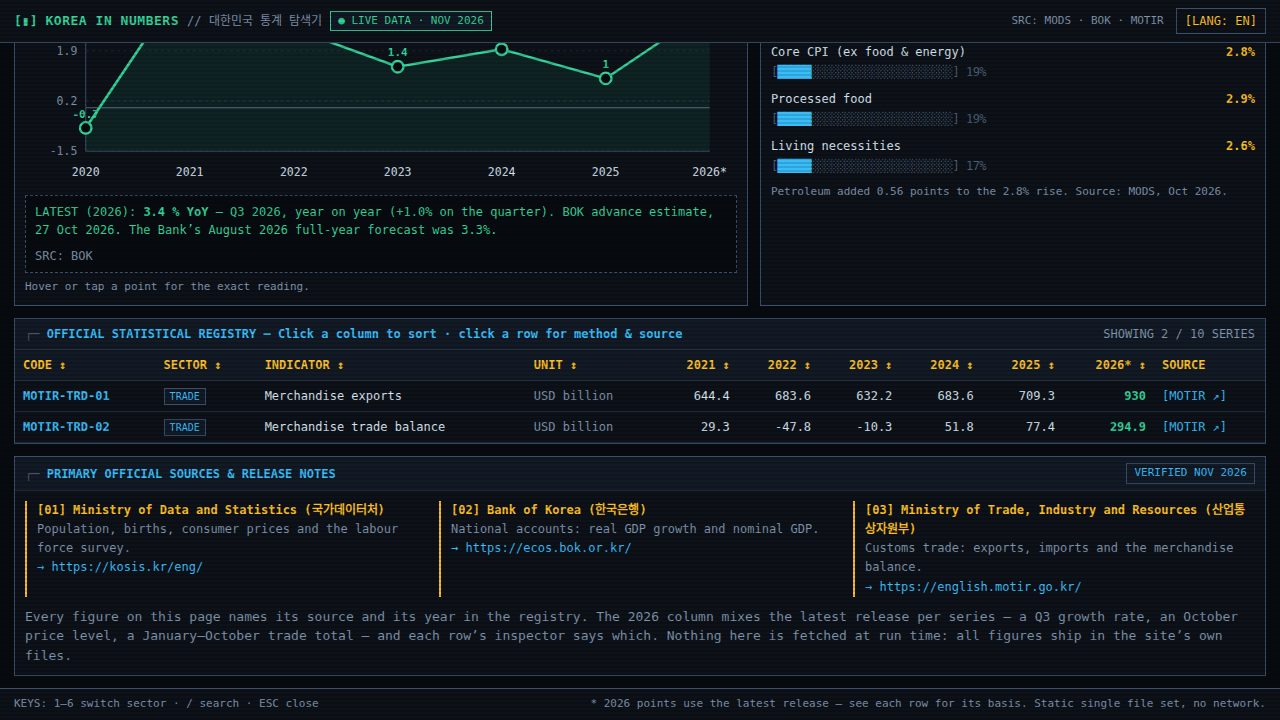 [▮] KOREA IN NUMBERS // 대한민국 통계 탐색기 ● LIVE DATA · NOV 2026 SRC: MODS · BOK · MOTIR [LANG: EN]
1.9
0.2
-1.5
1.4
1
2020 2021 2022 2023 2024 2025 2026*
LATEST (2026): 3.4 % YoY — Q3 2026, year on year (+1.0% on the quarter). BOK advance estimate,
27 Oct 2026. The Bank’s August 2026 full-year forecast was 3.3%.
SRC: BOK
Hover or tap a point for the exact reading.
Core CPI (ex food & energy) 2.8%
[▓▓▓▓▓░░░░░░░░░░░░░░░░░░░░░] 19%
Processed food 2.9%
[▓▓▓▓▓░░░░░░░░░░░░░░░░░░░░░] 19%
Living necessities 2.6%
[▓▓▓▓▓░░░░░░░░░░░░░░░░░░░░░] 17%
Petroleum added 0.56 points to the 2.8% rise. Source: MODS, Oct 2026.
┌─ OFFICIAL STATISTICAL REGISTRY — Click a column to sort · click a row for method & source SHOWING 2 / 10 SERIES
CODE ↕ SECTOR ↕ INDICATOR ↕ UNIT ↕ 2021 ↕ 2022 ↕ 2023 ↕ 2024 ↕ 2025 ↕ 2026* ↕ SOURCE
MOTIR-TRD-01 TRADE Merchandise exports USD billion 644.4 683.6 632.2 683.6 709.3 930 [MOTIR ↗]
MOTIR-TRD-02 TRADE Merchandise trade balance USD billion 29.3 -47.8 -10.3 51.8 77.4 294.9 [MOTIR ↗]
┌─ PRIMARY OFFICIAL SOURCES & RELEASE NOTES VERIFIED NOV 2026
[01] Ministry of Data and Statistics (국가데이터처)
Population, births, consumer prices and the labour
force survey.
→ https://kosis.kr/eng/
[02] Bank of Korea (한국은행)
National accounts: real GDP growth and nominal GDP.
→ https://ecos.bok.or.kr/
[03] Ministry of Trade, Industry and Resources (산업통
상자원부)
Customs trade: exports, imports and the merchandise
balance.
→ https://english.motir.go.kr/
Every figure on this page names its source and its year in the registry. The 2026 column mixes the latest release per series — a Q3 growth rate, an October
price level, a January–October trade total — and each row’s inspector says which. Nothing here is fetched at run time: all figures ship in the site’s own
files.
KEYS: 1–6 switch sector · / search · ESC close * 2026 points use the latest release — see each row for its basis. Static single file set, no network.